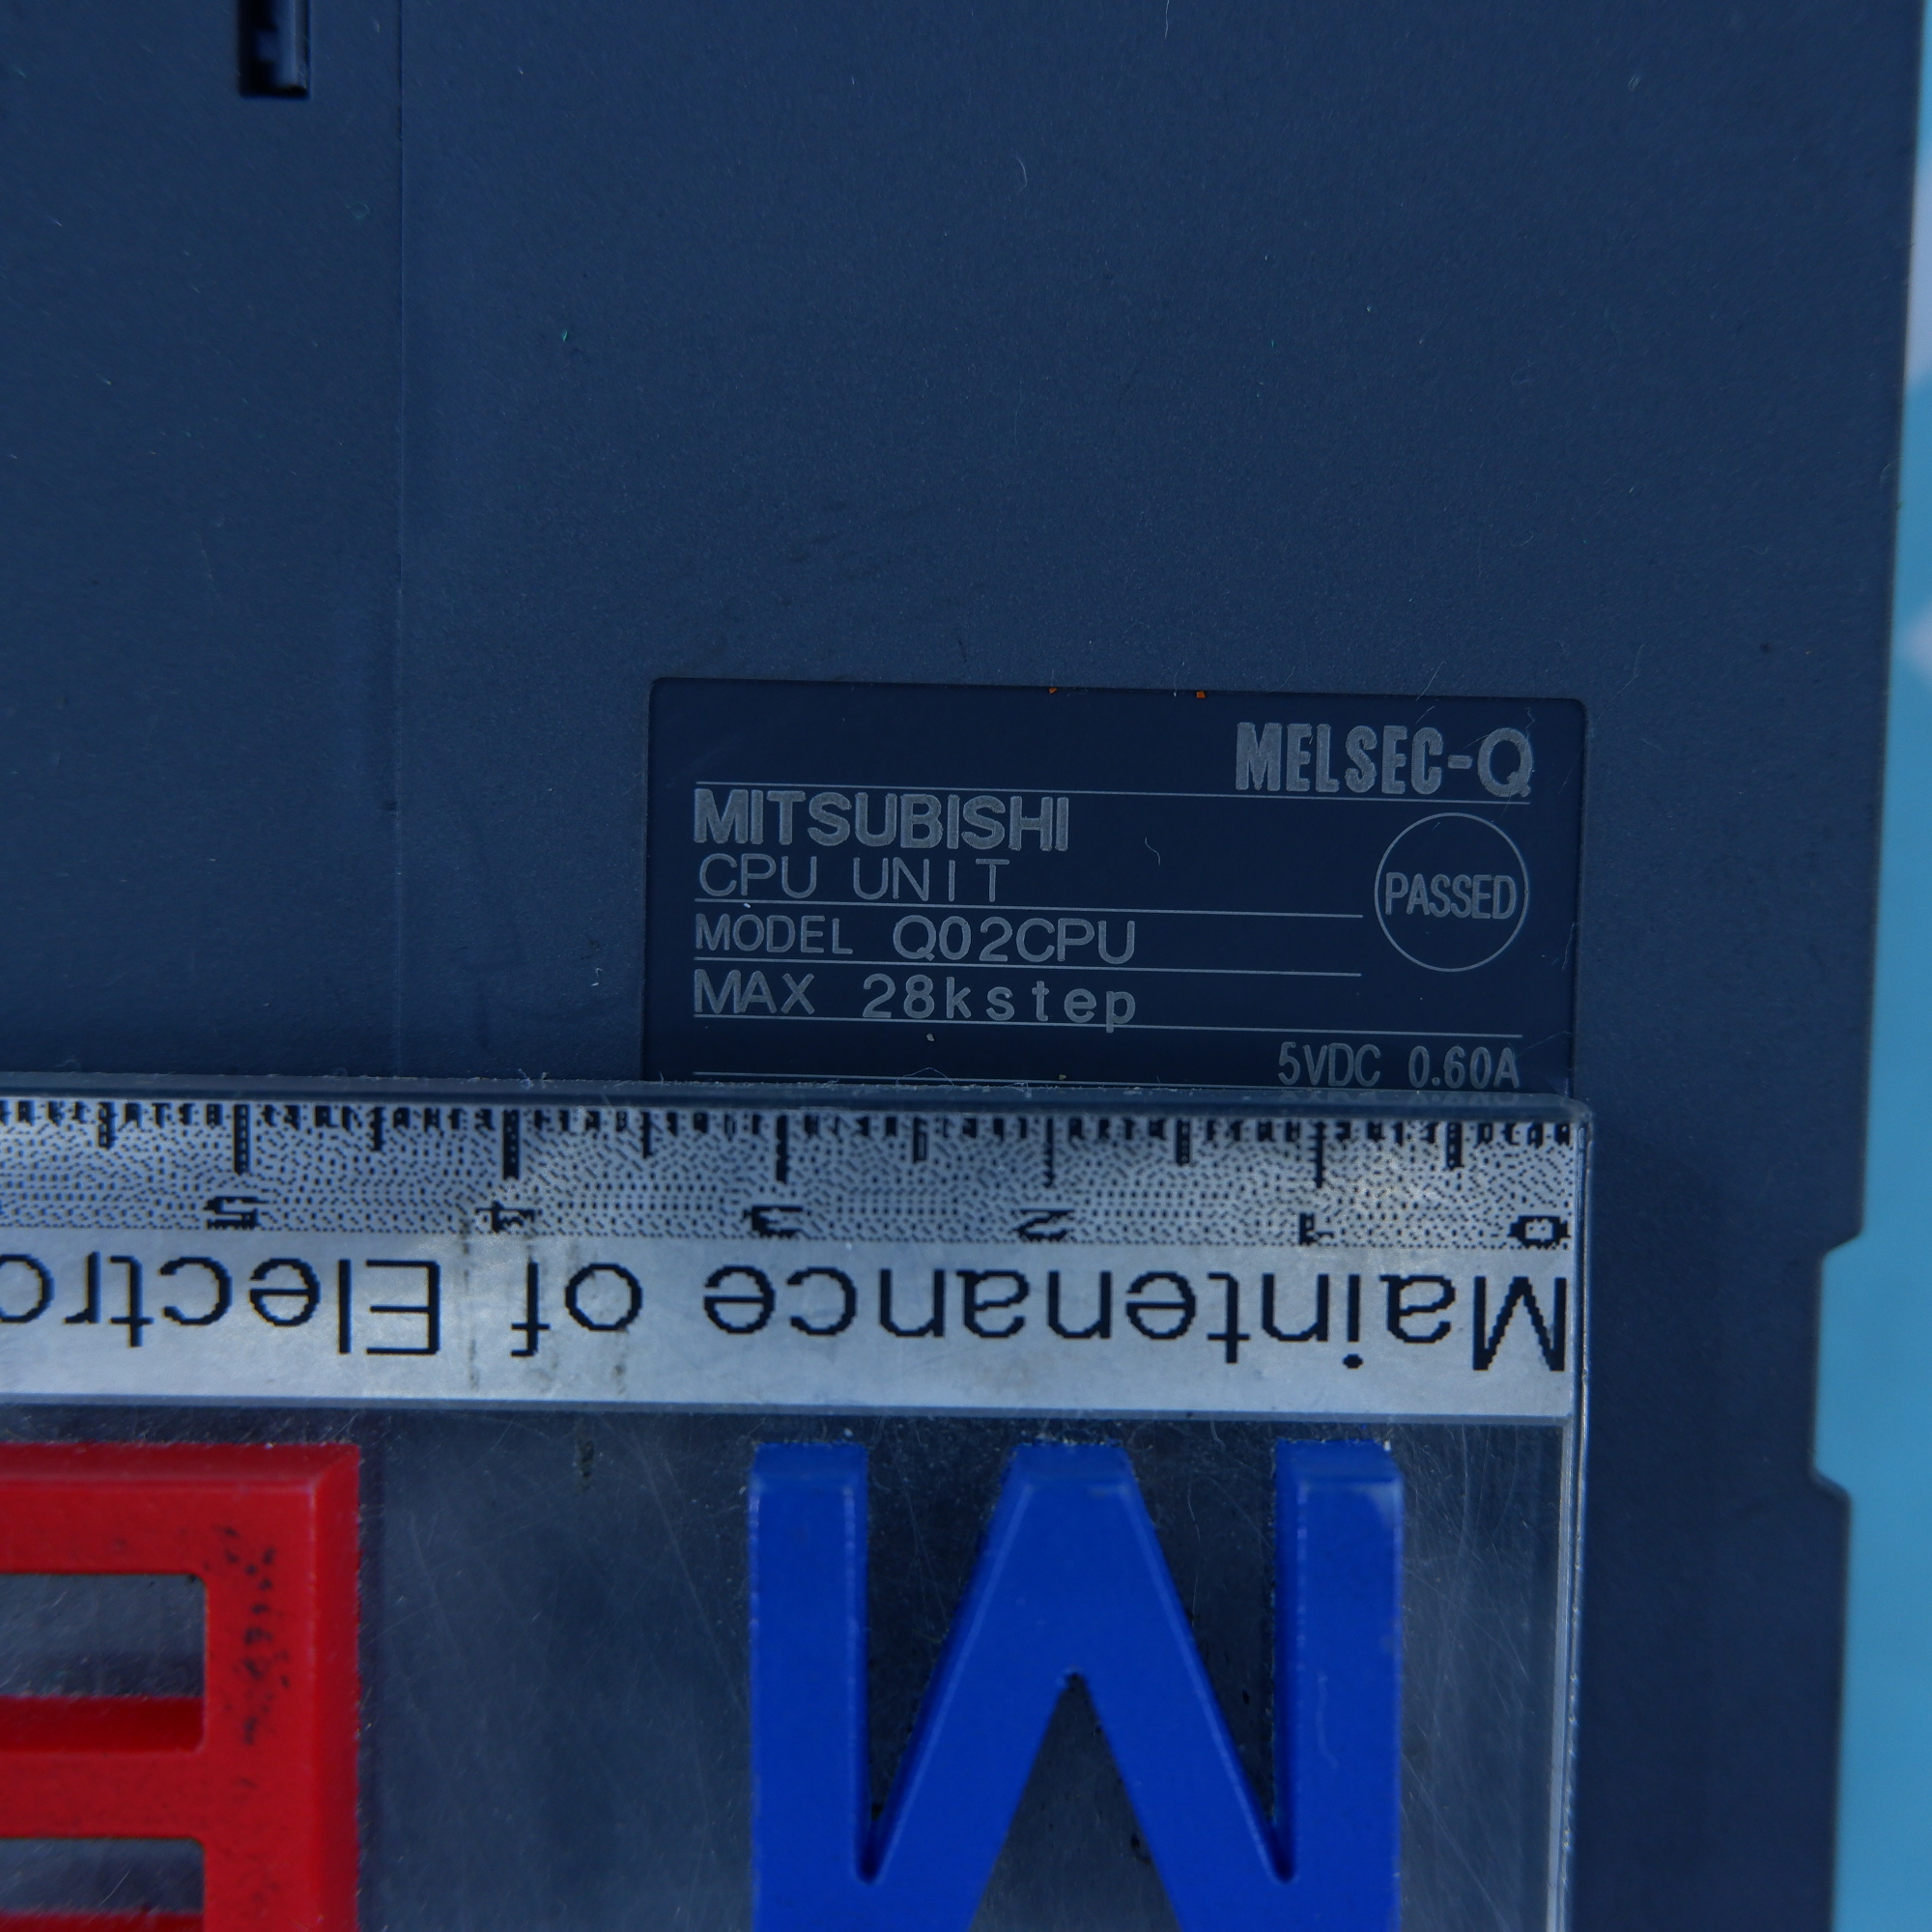 MELSEC-Q
MITSUBISHI
CPU UNIT
PASSED
MODEL Q02CPU
MAX 28kstep
5VDC 0.60A
5 4 3 2 1 0
Maintenance of Electro
M
E